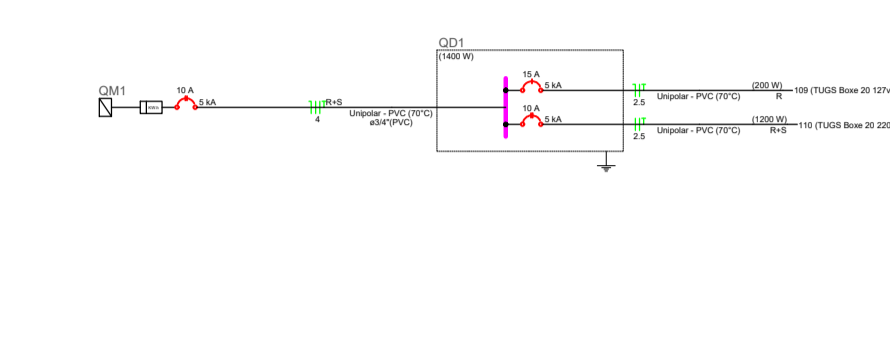 QD1
(1400 W)
QM1
10 A
5 kA
R+S
4
Unipolar - PVC (70°C)
ø3/4"(PVC)
15 A
5 kA
10 A
5 kA
2.5
Unipolar - PVC (70°C)
(200 W)
R
109 (TUGS Boxe 20 127v
2.5
Unipolar - PVC (70°C)
(1200 W)
R+S
110 (TUGS Boxe 20 220